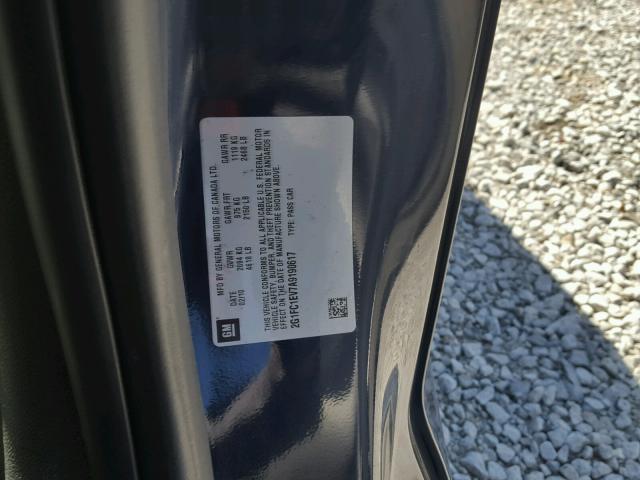 MFD BY GENERAL MOTORS OF CANADA LTD.
DATE GVWR GAWR FRT GAWR RR
02/10 2094 KG 975 KG 1119 KG
4618 LB 2150 LB 2468 LB
THIS VEHICLE CONFORMS TO ALL APPLICABLE U.S. FEDERAL MOTOR
VEHICLE SAFETY, BUMPER, AND THEFT PREVENTION STANDARDS IN
EFFECT ON THE DATE OF MANUFACTURE SHOWN ABOVE.
TYPE: PASS CAR
2G1FC1EV7A9190617
GM